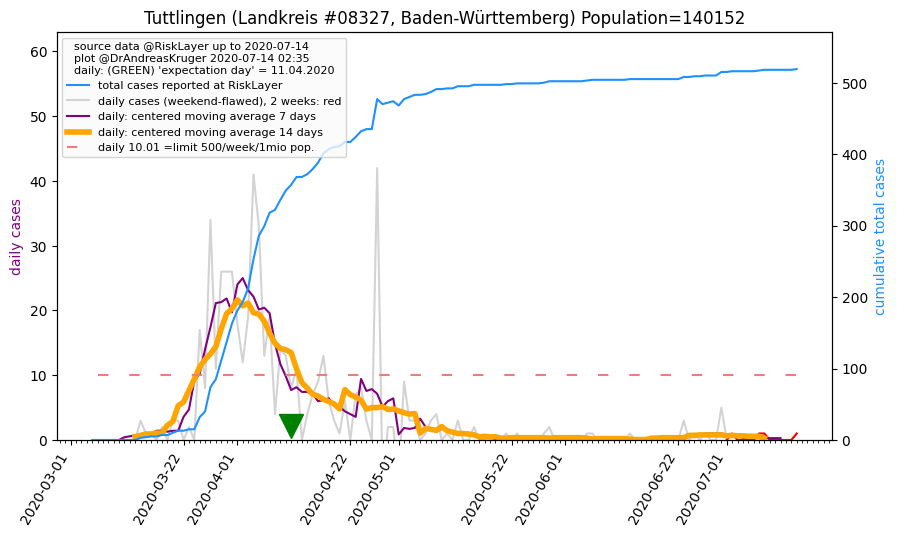 Tuttlingen (Landkreis #08327, Baden-Württemberg) Population=140152
source data @RiskLayer up to 2020-07-14
plot @DrAndreasKruger 2020-07-14 02:35
daily: (GREEN) 'expectation day' = 11.04.2020
total cases reported at RiskLayer
daily cases (weekend-flawed), 2 weeks: red
daily: centered moving average 7 days
daily: centered moving average 14 days
daily 10.01 =limit 500/week/1mio pop.
daily cases
60
50
40
30
20
10
0
cumulative total cases
500
400
300
200
100
0
2020-03-01
2020-03-22
2020-04-01
2020-04-22
2020-05-01
2020-05-22
2020-06-01
2020-06-22
2020-07-01